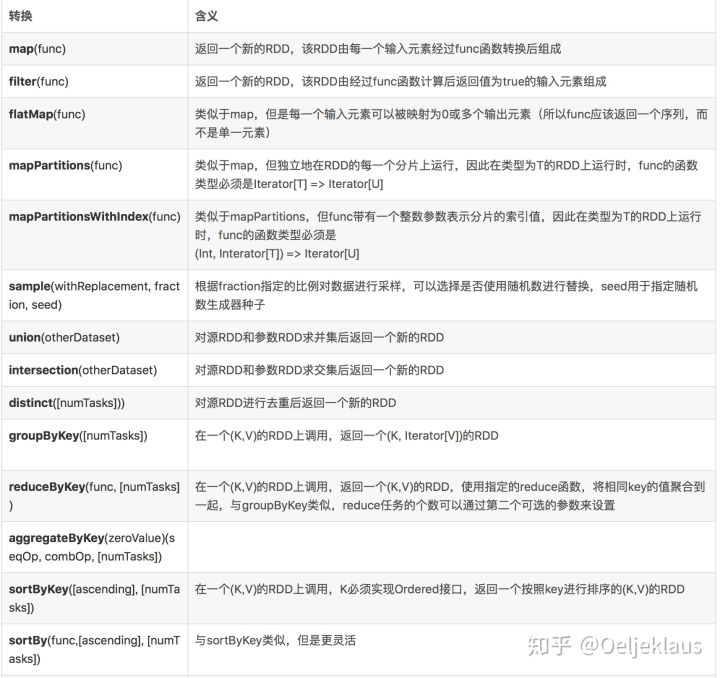 转换 含义
map(func) 返回一个新的RDD，该RDD由每一个输入元素经过func函数转换后组成
filter(func) 返回一个新的RDD，该RDD由经过func函数计算后返回值为true的输入元素组成
flatMap(func) 类似于map，但是每一个输入元素可以被映射为0或多个输出元素（所以func应该返回一个序列，而
不是单一元素）
mapPartitions(func) 类似于map，但独立地在RDD的每一个分片上运行，因此在类型为T的RDD上运行时，func的函数
类型必须是Iterator[T] => Iterator[U]
mapPartitionsWithIndex(func) 类似于mapPartitions，但func带有一个整数参数表示分片的索引值，因此在类型为T的RDD上运行
时，func的函数类型必须是
(Int, Interator[T]) => Iterator[U]
sample(withReplacement, fract 根据fraction指定的比例对数据进行采样，可以选择是否使用随机数进行替换，seed用于指定随机
ion, seed) 数生成器种子
union(otherDataset) 对源RDD和参数RDD求并集后返回一个新的RDD
intersection(otherDataset) 对源RDD和参数RDD求交集后返回一个新的RDD
distinct([numTasks])) 对源RDD进行去重后返回一个新的RDD
groupByKey([numTasks]) 在一个(K,V)的RDD上调用，返回一个(K, Iterator[V])的RDD
reduceByKey(func, [numTasks] 在一个(K,V)的RDD上调用，返回一个(K,V)的RDD，使用指定的reduce函数，将相同key的值聚合到
) 一起，与groupByKey类似，reduce任务的个数可以通过第二个可选的参数来设置
aggregateByKey(zeroValue)(s
eqOp, combOp, [numTasks])
sortByKey([ascending], [numTa 在一个(K,V)的RDD上调用，K必须实现Ordered接口，返回一个按照key进行排序的(K,V)的RDD
sks])
sortBy(func,[ascending], [numT 与sortByKey类似，但是更灵活
asks])
知乎 @Oeljeklaus